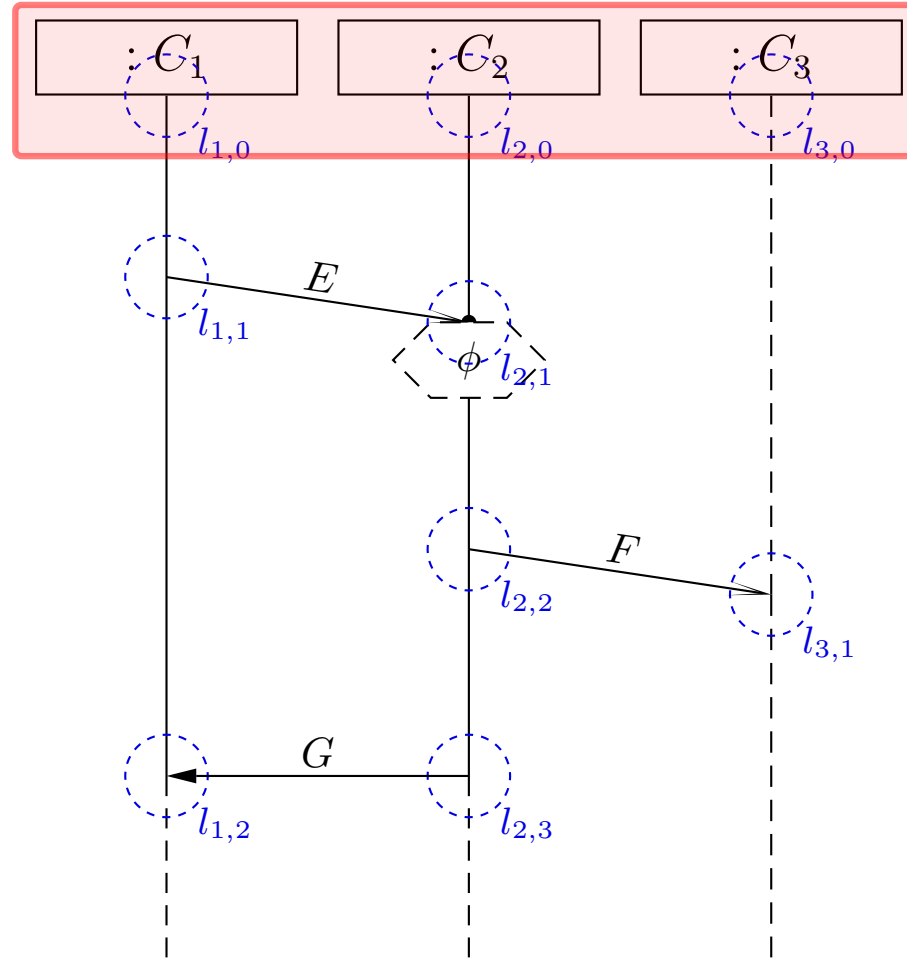 : C₁ : C₂ : C₃
l₁,₀ l₂,₀ l₃,₀
E
l₁,₁
ϕ
l₂,₁
F
l₂,₂
l₃,₁
G
l₁,₂ l₂,₃